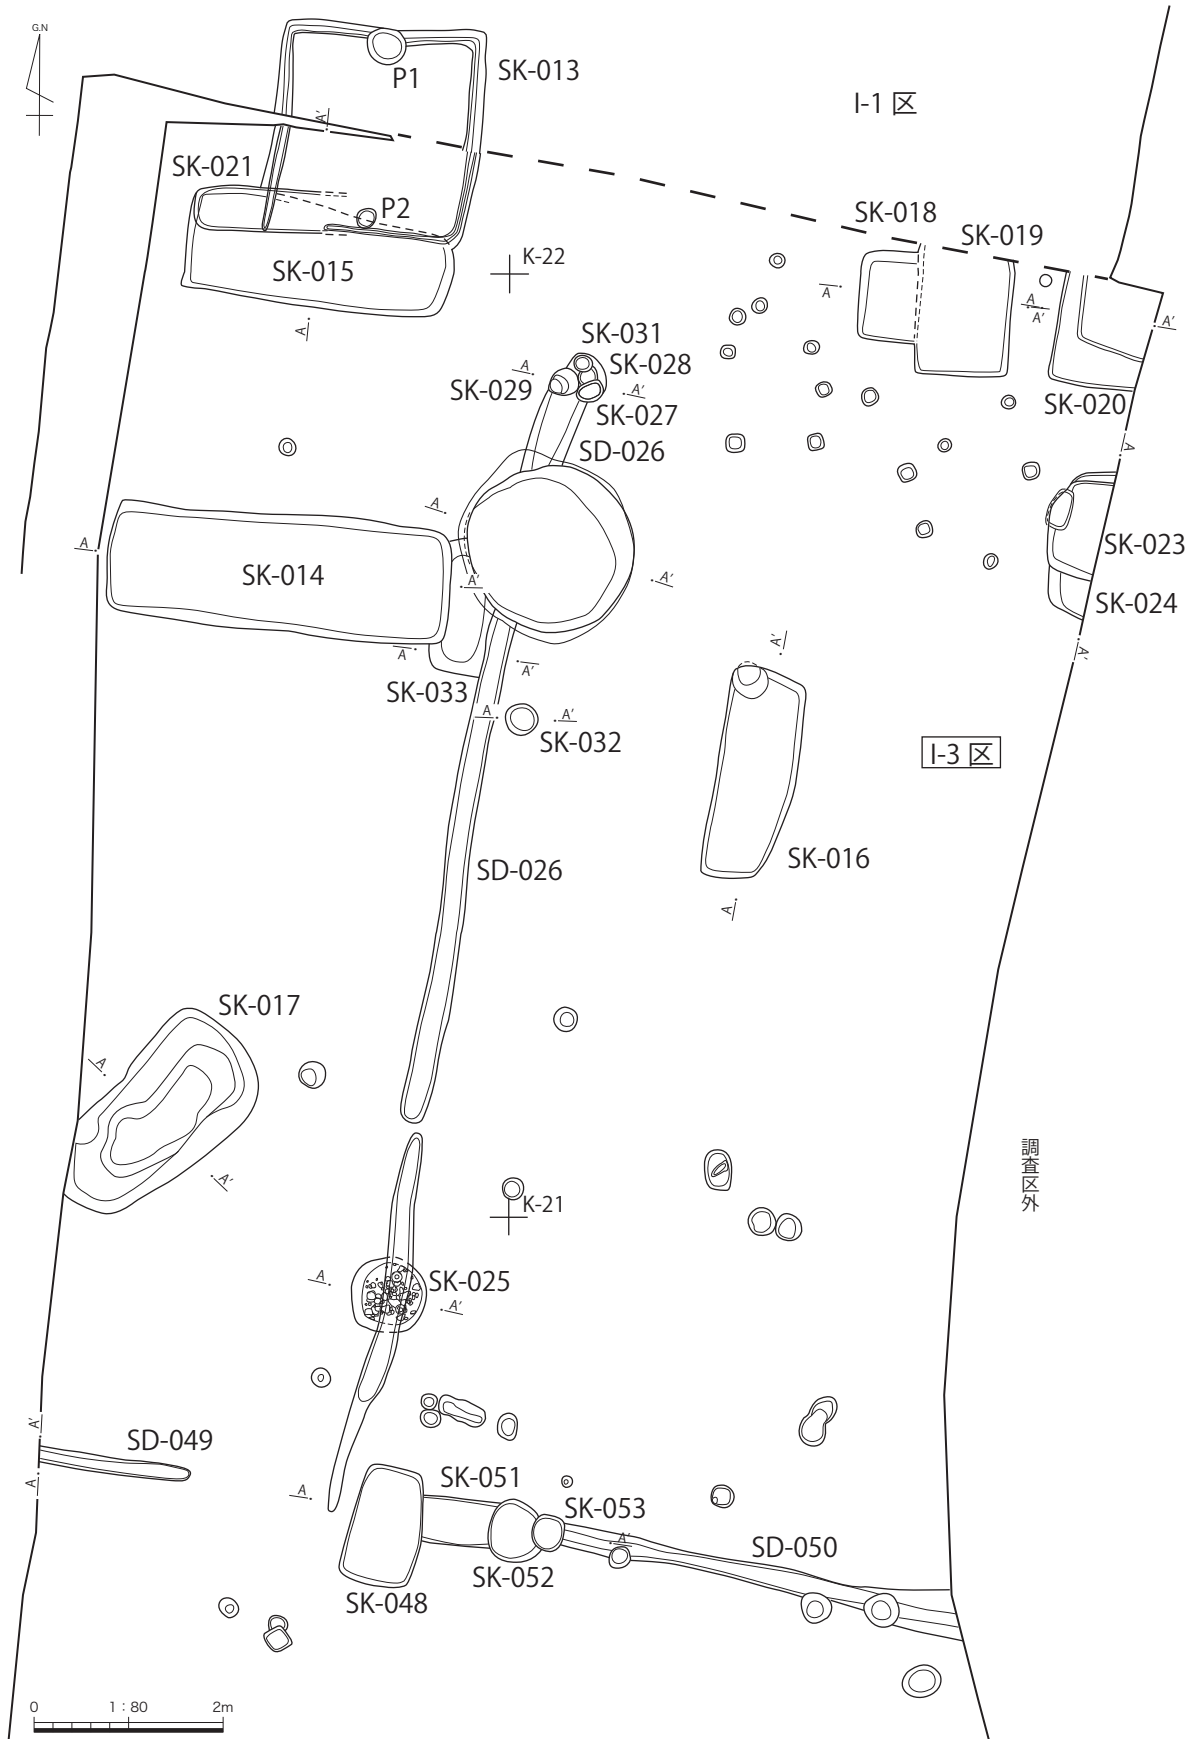 G.N
SK-013
P1
I-1 区
A'
SK-021
P2
SK-018
SK-019
K-22
SK-015
A
A
A'
A
A'
SK-031
SK-028
SK-029
A
A'
SK-027
SK-020
SD-026
A
A
SK-023
A
SK-014
A'
A'
SK-024
A
A'
A'
A'
SK-033
A
A'
SK-032
I-3 区
SK-016
SD-026
A
SK-017
A
調査区外
A'
K-21
A
SK-025
A'
A'
SD-049
A
A
SK-051
SK-053
A'
SD-050
SK-052
SK-048
0 1：80 2m